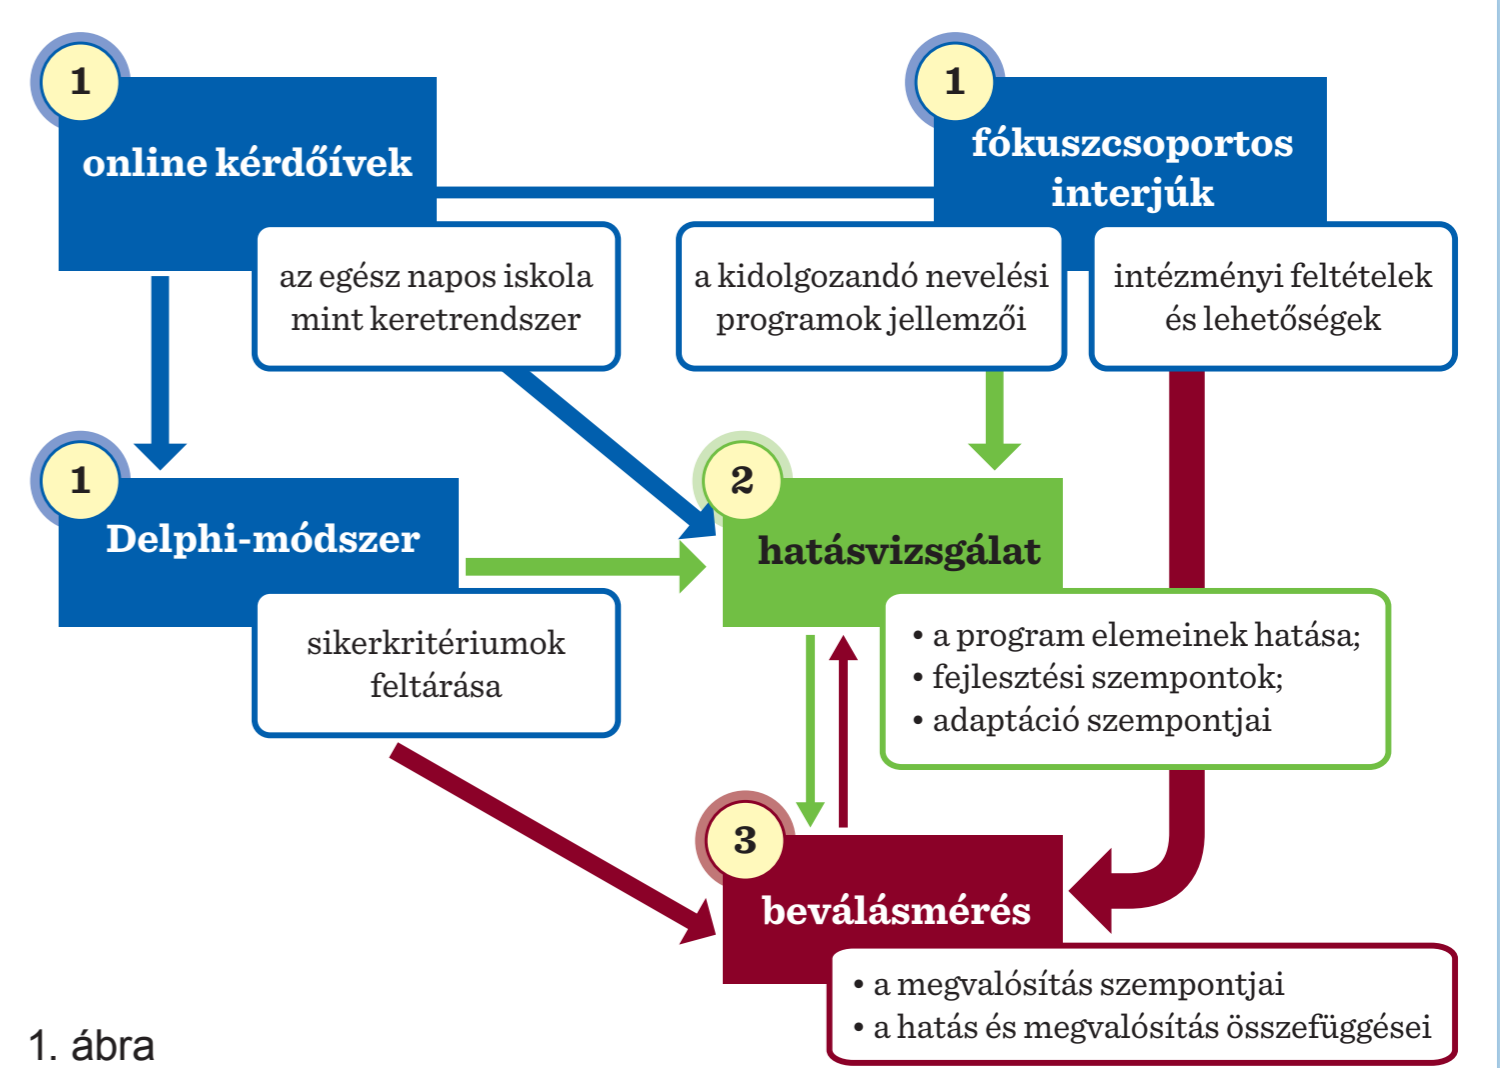 1
online kérdőívek
az egész napos iskola
mint keretrendszer
1
fókuszcsoportos
interjúk
a kidolgozandó nevelési
programok jellemzői
intézményi feltételek
és lehetőségek
1
Delphi-módszer
sikerkritériumok
feltárása
2
hatásvizsgálat
• a program elemeinek hatása;
• fejlesztési szempontok;
• adaptáció szempontjai
3
beválásmérés
• a megvalósítás szempontjai
• a hatás és megvalósítás összefüggései
1. ábra